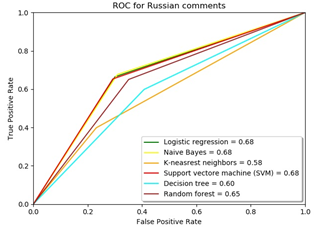 ROC for Russian comments
1.0
0.8
0.6
0.4
0.2
0.0
True Positive Rate
Logistic regression = 0.68
Naive Bayes = 0.68
K-nearest neighbors = 0.58
Support vectore machine (SVM) = 0.68
Decision tree = 0.60
Random forest = 0.65
0.0 0.2 0.4 0.6 0.8 1.0
False Positive Rate